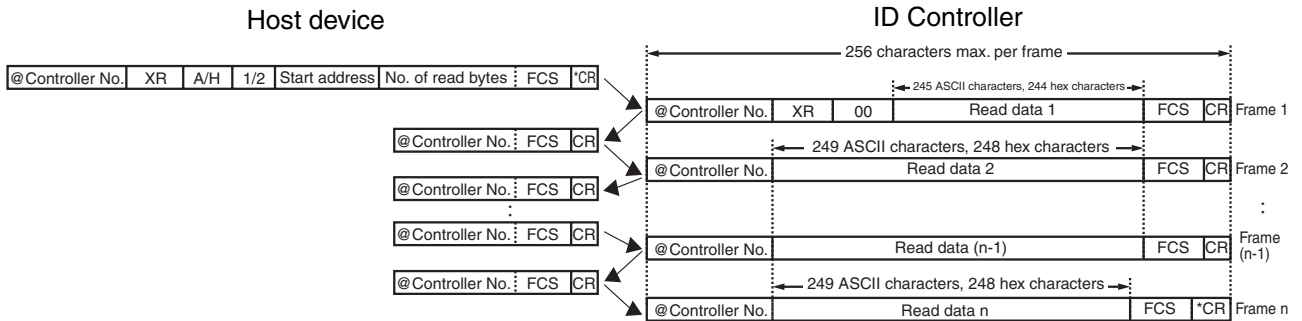 Host device
ID Controller
256 characters max. per frame
@Controller No. XR A/H 1/2 Start address No. of read bytes FCS *CR
245 ASCII characters, 244 hex characters
@Controller No. XR 00 Read data 1 FCS CR Frame 1
@Controller No. FCS CR
249 ASCII characters, 248 hex characters
@Controller No. Read data 2 FCS CR Frame 2
@Controller No. FCS CR
:
:
@Controller No. FCS CR
@Controller No. Read data (n-1) FCS CR Frame
(n-1)
@Controller No. FCS CR
249 ASCII characters, 248 hex characters
@Controller No. Read data n FCS *CR Frame n